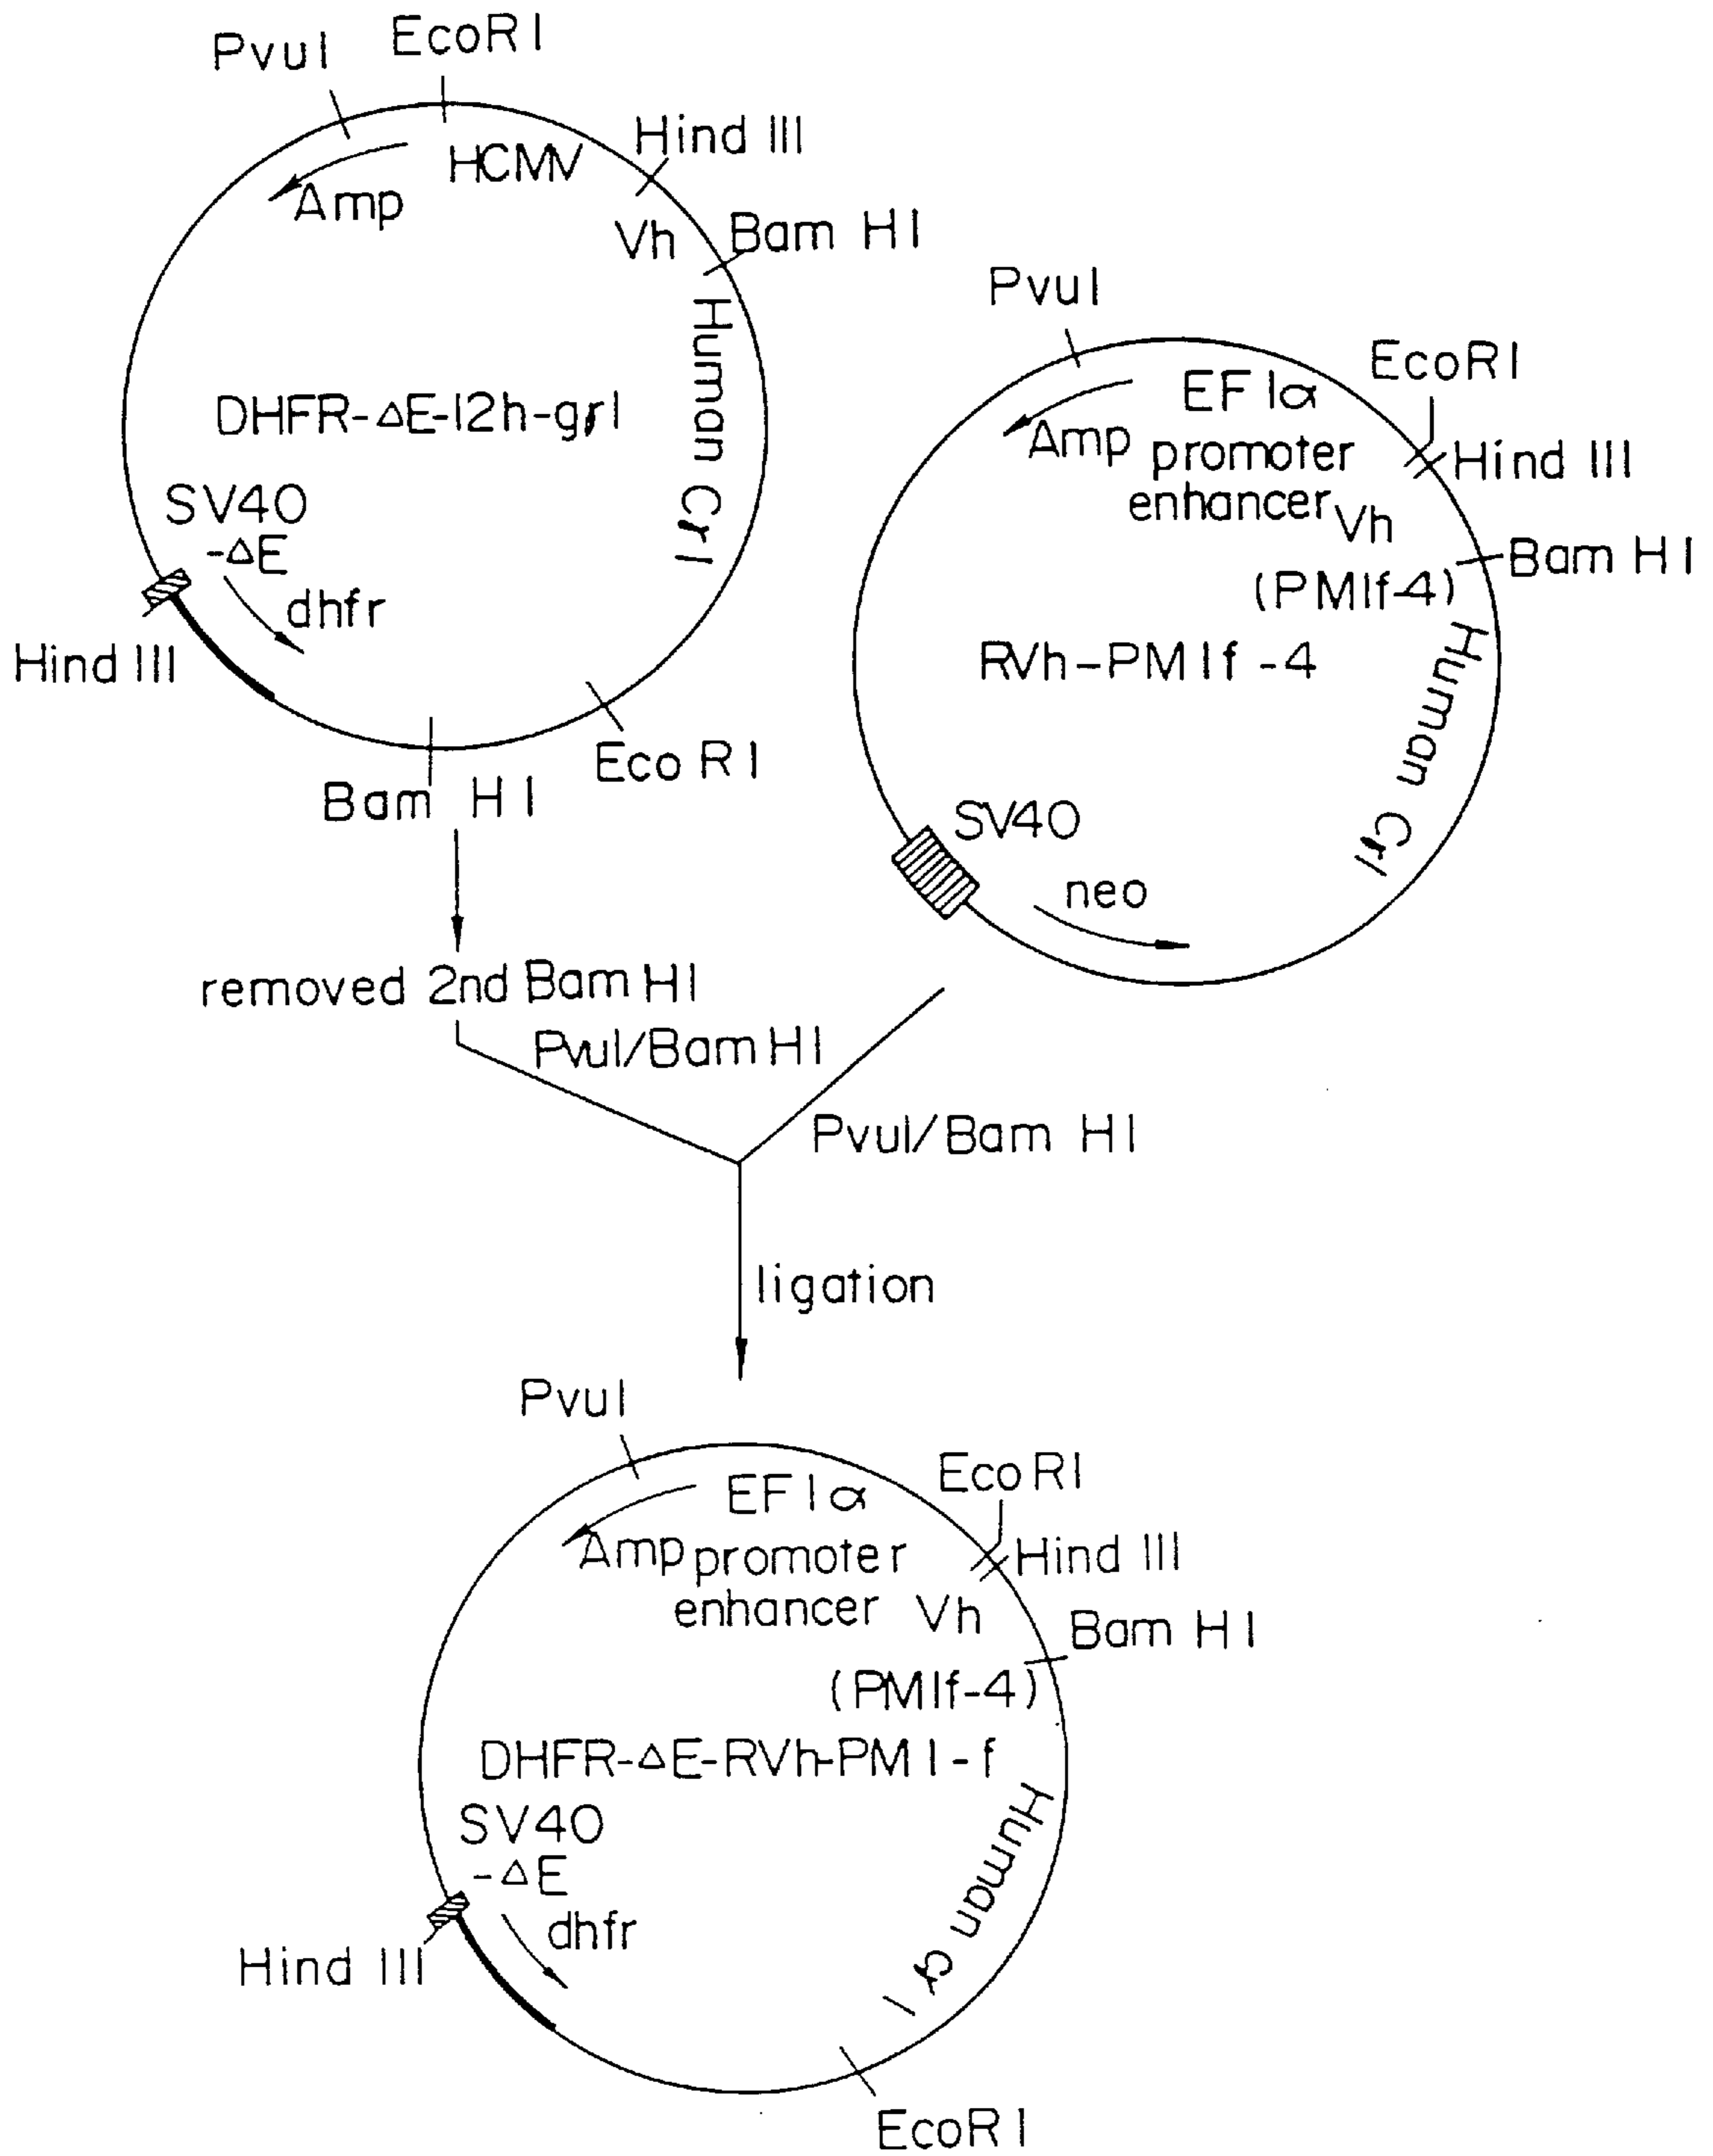 PvuI
EcoRI
Hind III
HCMV
Amp
Vh
Bam HI
Human Cγ1
DHFR-ΔE-12h-gγ1
SV40
-ΔE
dhfr
Hind III
Eco RI
Bam HI
PvuI
EcoRI
EF1α
Amp
promoter
Hind III
enhancer
Vh
Bam HI
(PM1f-4)
RVh-PM1f-4
Human Cγ1
SV40
neo
removed 2nd Bam HI
PvuI/Bam HI
PvuI/Bam HI
ligation
PvuI
Eco RI
EF1α
Amp
promoter
Hind III
enhancer
Vh
Bam HI
(PM1f-4)
DHFR-ΔE-RVh-PM1-f
Human Cγ1
SV40
-ΔE
dhfr
Hind III
EcoRI